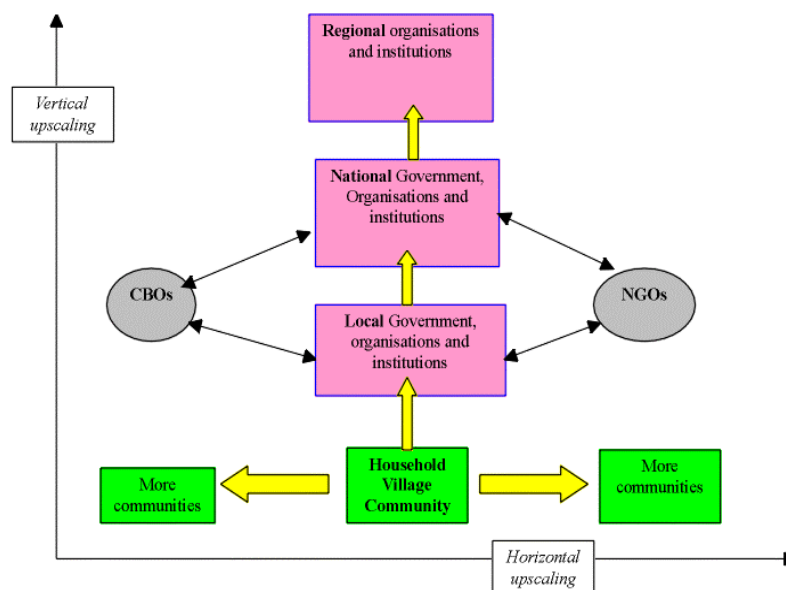 Regional organisations
and institutions
Vertical
upscaling
National Government,
Organisations and
institutions
CBOs
NGOs
Local Government,
organisations and
institutions
Household
Village
Community
More
communities
More
communities
Horizontal
upscaling